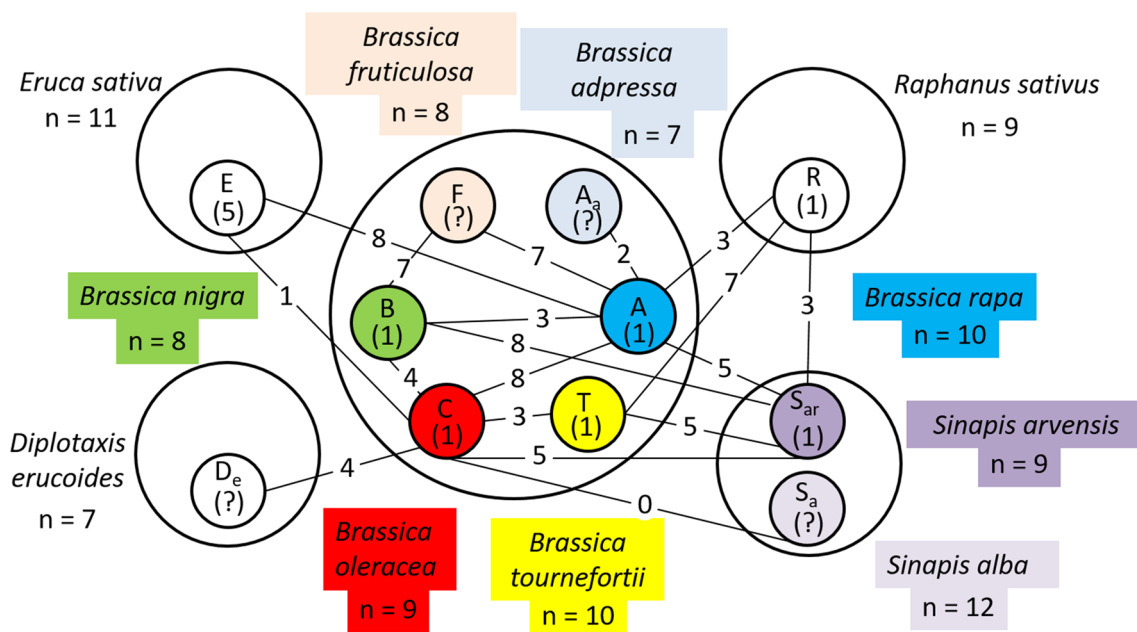 Brassica
fruticulosa
n = 8
Brassica
adpressa
n = 7
Eruca sativa
n = 11
Raphanus sativus
n = 9
E
(5)
F
(?)
Aa
(?)
R
(1)
8
7
7
2
3
7
3
1
Brassica nigra
n = 8
B
(1)
3
A
(1)
8
Brassica rapa
n = 10
4
8
5
C
(1)
3
T
(1)
5
Sar
(1)
5
Sinapis arvensis
n = 9
Diplotaxis
erucoides
n = 7
De
(?)
4
0
Sa
(?)
Brassica
oleracea
n = 9
Brassica
tournefortii
n = 10
Sinapis alba
n = 12